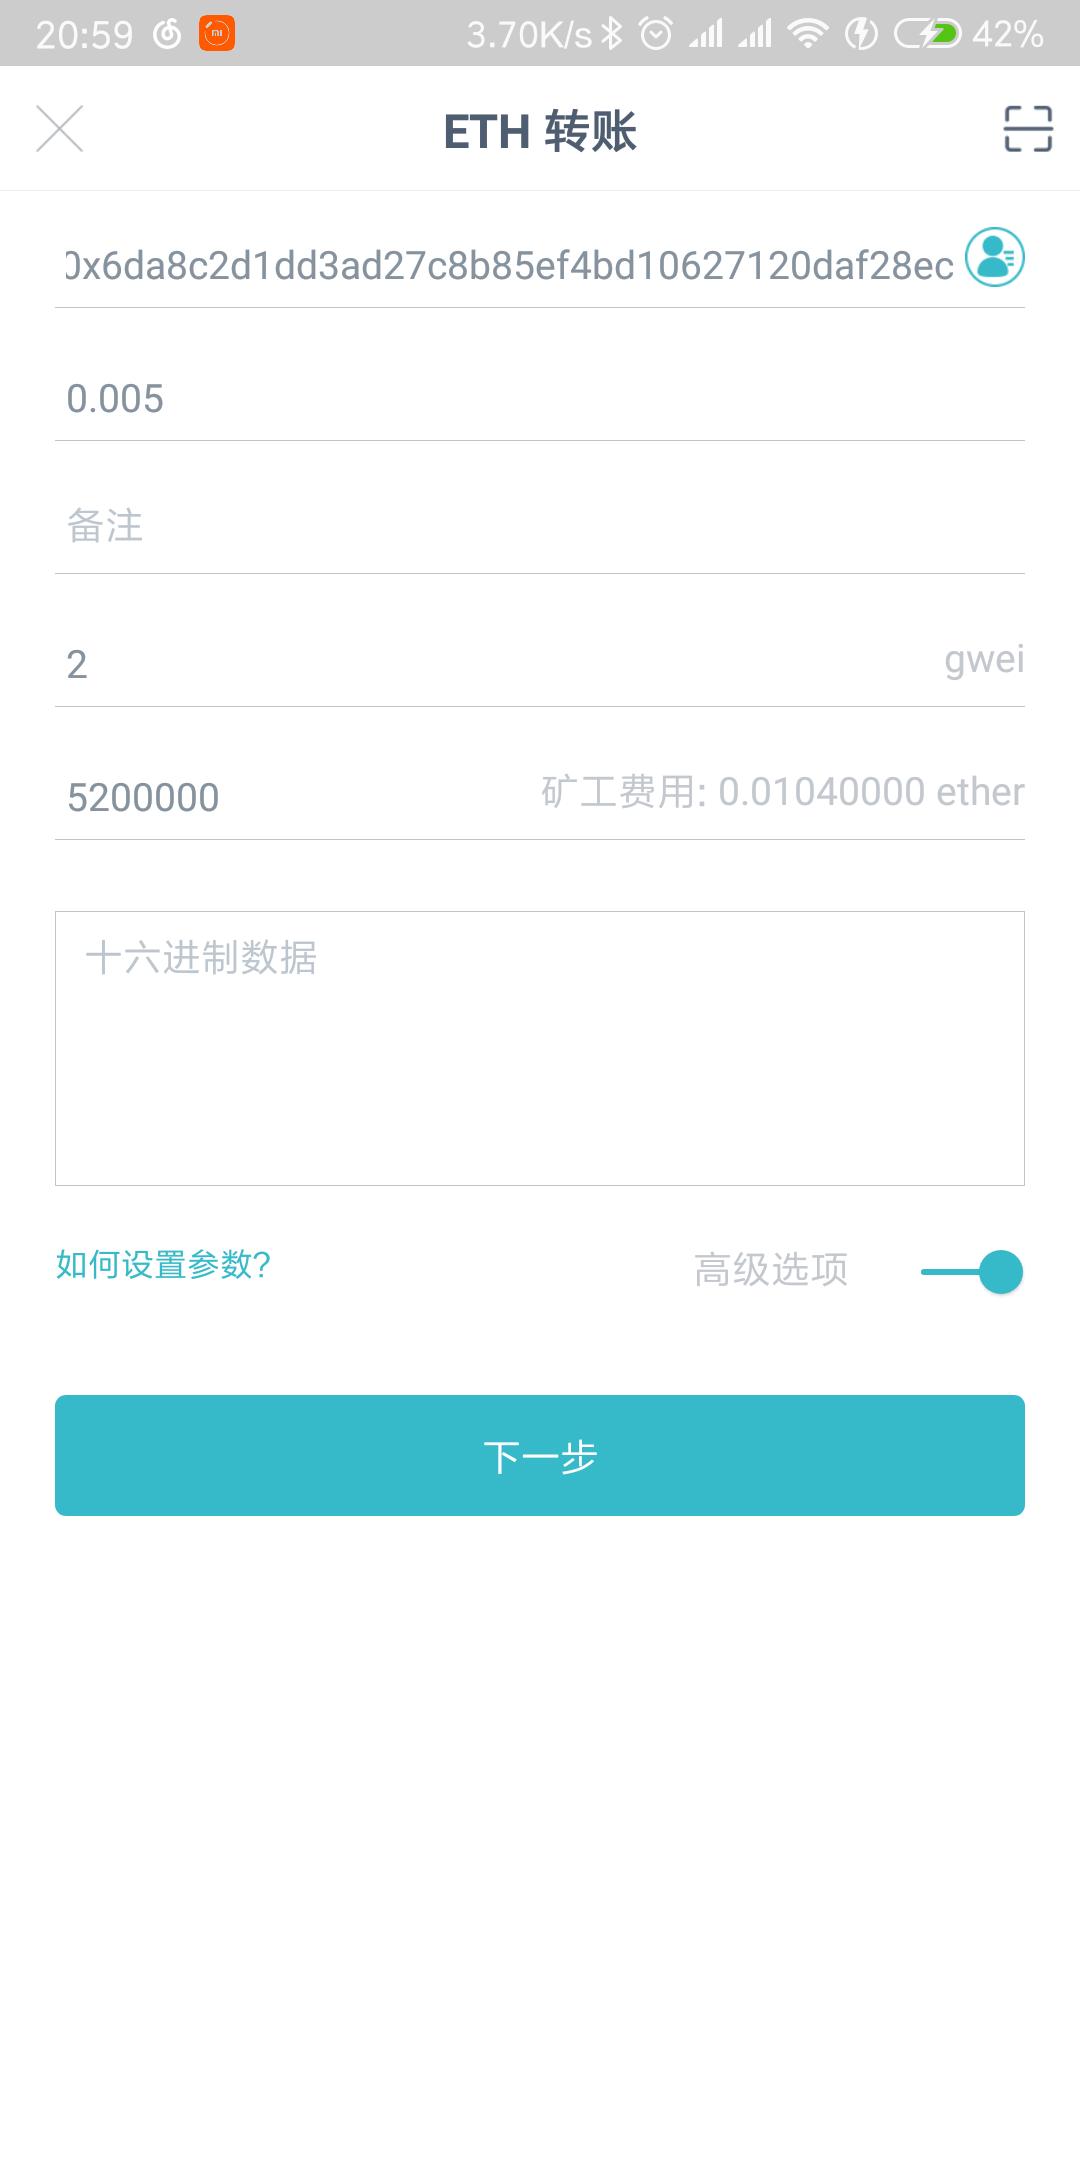 20:59 3.70K/s 42%
ETH 转账
0x6da8c2d1dd3ad27c8b85ef4bd10627120daf28ec
0.005
备注
2 gwei
5200000 矿工费用: 0.01040000 ether
十六进制数据
如何设置参数? 高级选项
下一步